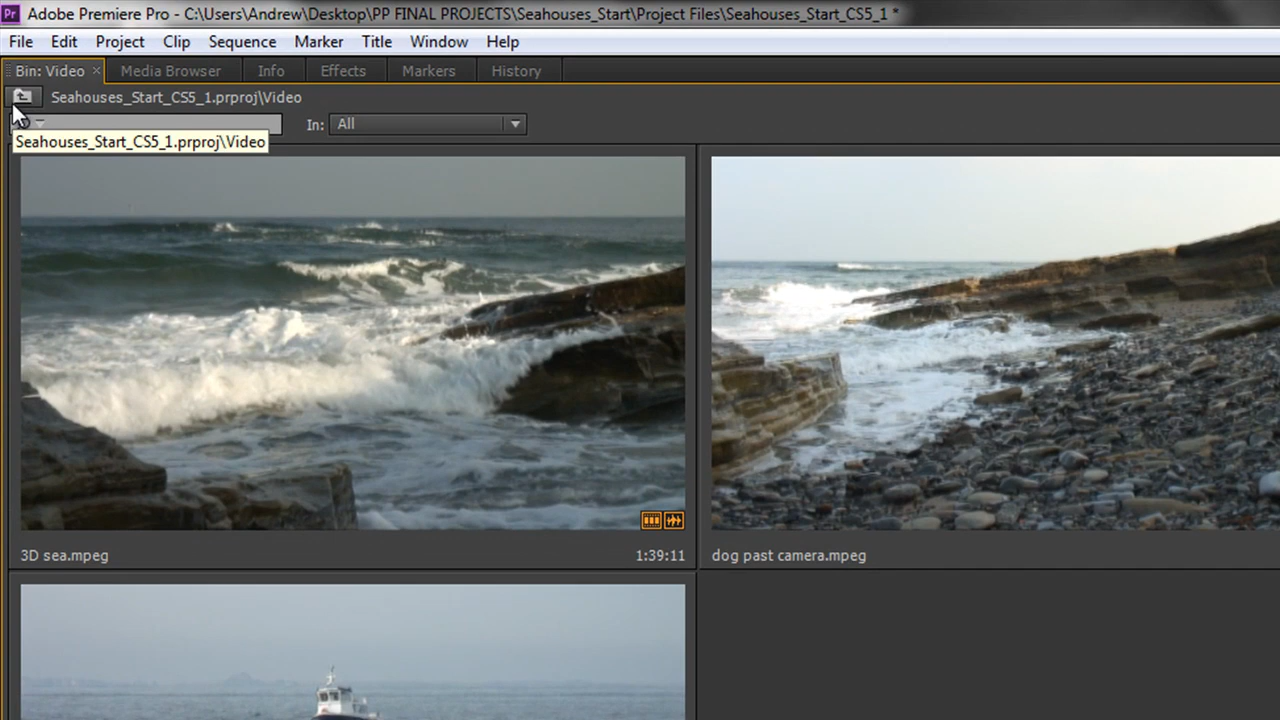 Pr Adobe Premiere Pro - C:\Users\Andrew\Desktop\PP FINAL PROJECTS\Seahouses_Start\Project Files\Seahouses_Start_CS5_1 *
File Edit Project Clip Sequence Marker Title Window Help
Bin: Video × Media Browser Info Effects Markers History
Seahouses_Start_CS5_1.prproj\Video
In: All
Seahouses_Start_CS5_1.prproj\Video
3D sea.mpeg 1:39:11 dog past camera.mpeg